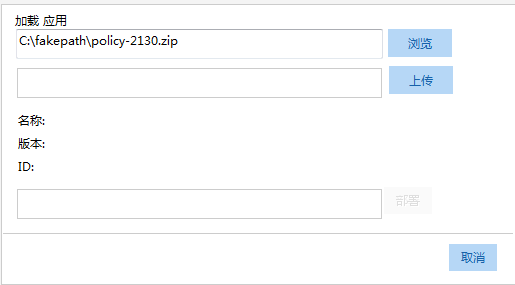 加载 应用
C:\fakepath\policy-2130.zip
浏览
上传
名称:
版本:
ID:
部署
取消